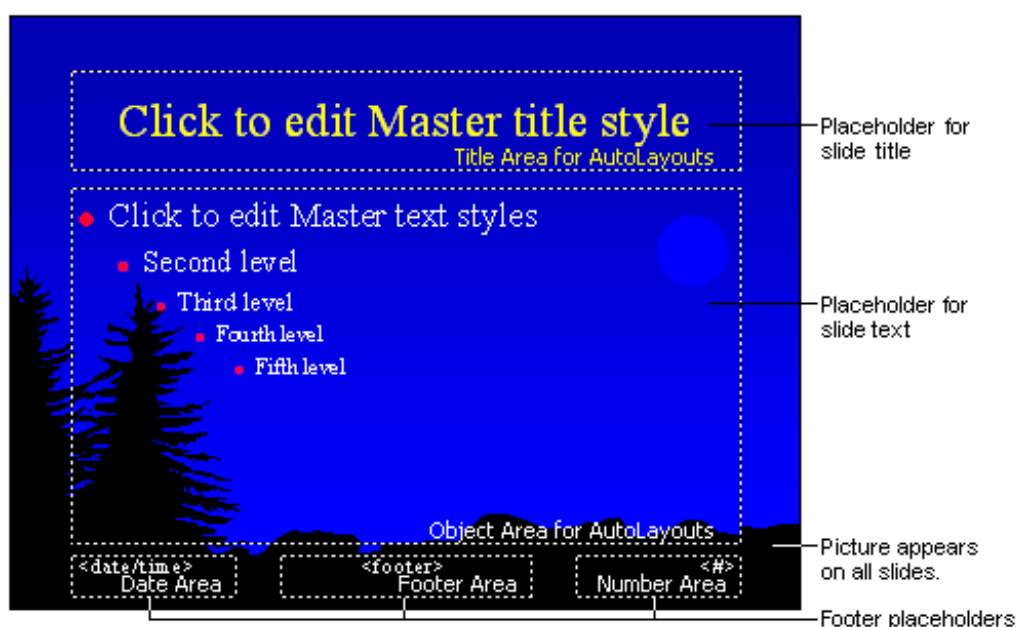 Click to edit Master title style
Title Area for AutoLayouts
Placeholder for
slide title
Click to edit Master text styles
Second level
Third level
Fourth level
Fifth level
Placeholder for
slide text
Object Area for AutoLayouts
Picture appears
on all slides.
<date/time>
Date Area
<footer>
Footer Area
<#>
Number Area
Footer placeholders